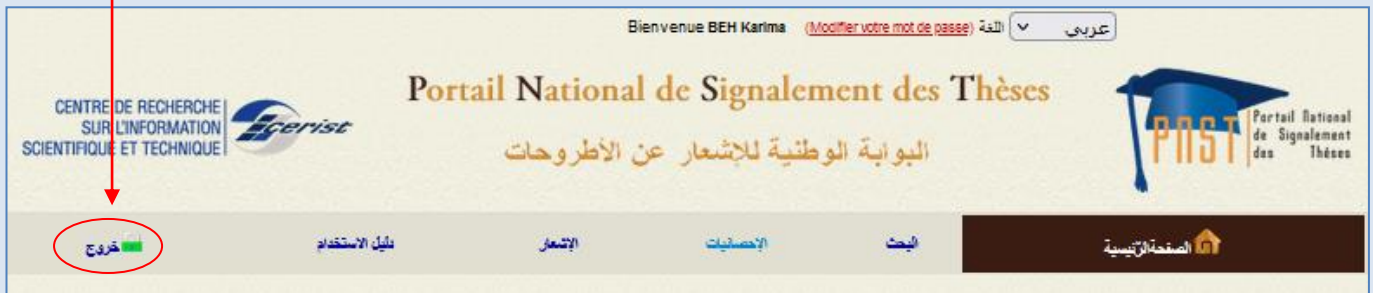 Bienvenue BEH Karima (Modifier votre mot de passe) اللغة عربي
Portail National de Signalement des Thèses
البوابة الوطنية للإشعار عن الأطروحات
CENTRE DE RECHERCHE
SUR L'INFORMATION
SCIENTIFIQUE ET TECHNIQUE
cerist
PNST
Portail National
de Signalement
des Thèses
الصفحة الرئيسية البحث الإحصائيات الإشعار دليل الاستخدام خروج